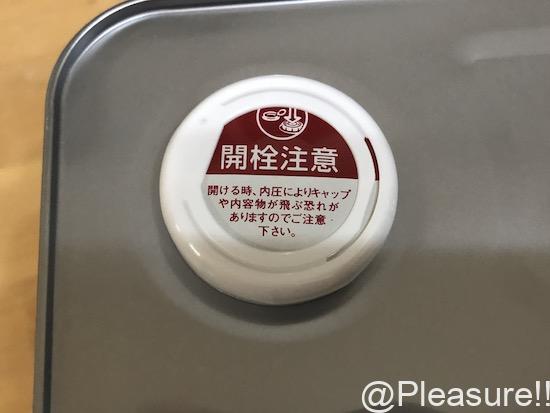 開栓注意
開ける時、内圧によりキャップ
や内容物が飛ぶ恐れが
ありますのでご注意
下さい。
@Pleasure!!